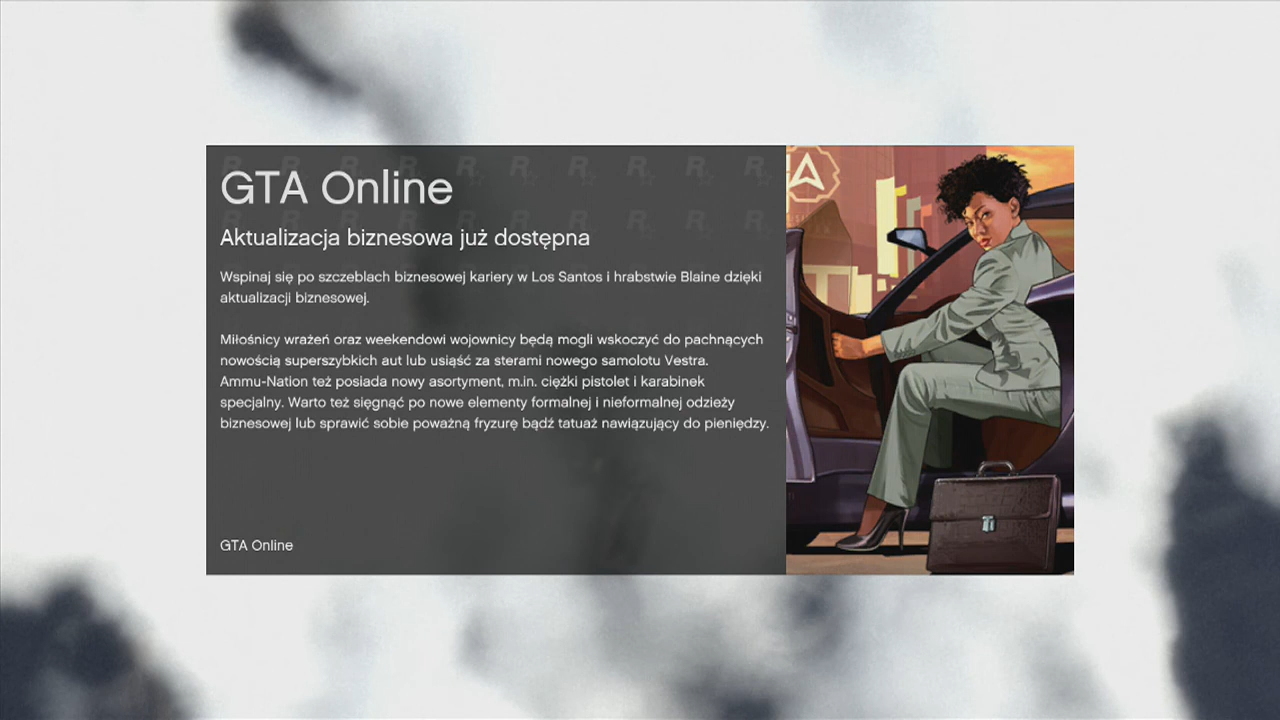 GTA Online
Aktualizacja biznesowa już dostępna
Wspinaj się po szczeblach biznesowej kariery w Los Santos i hrabstwie Blaine dzięki
aktualizacji biznesowej.
Miłośnicy wrażeń oraz weekendowi wojownicy będą mogli wskoczyć do pachnących
nowością superszybkich aut lub usiąść za sterami nowego samolotu Vestra.
Ammu-Nation też posiada nowy asortyment, m.in. ciężki pistolet i karabinek
specjalny. Warto też sięgnąć po nowe elementy formalnej i nieformalnej odzieży
biznesowej lub sprawić sobie poważną fryzurę bądź tatuaż nawiązujący do pieniędzy.
GTA Online